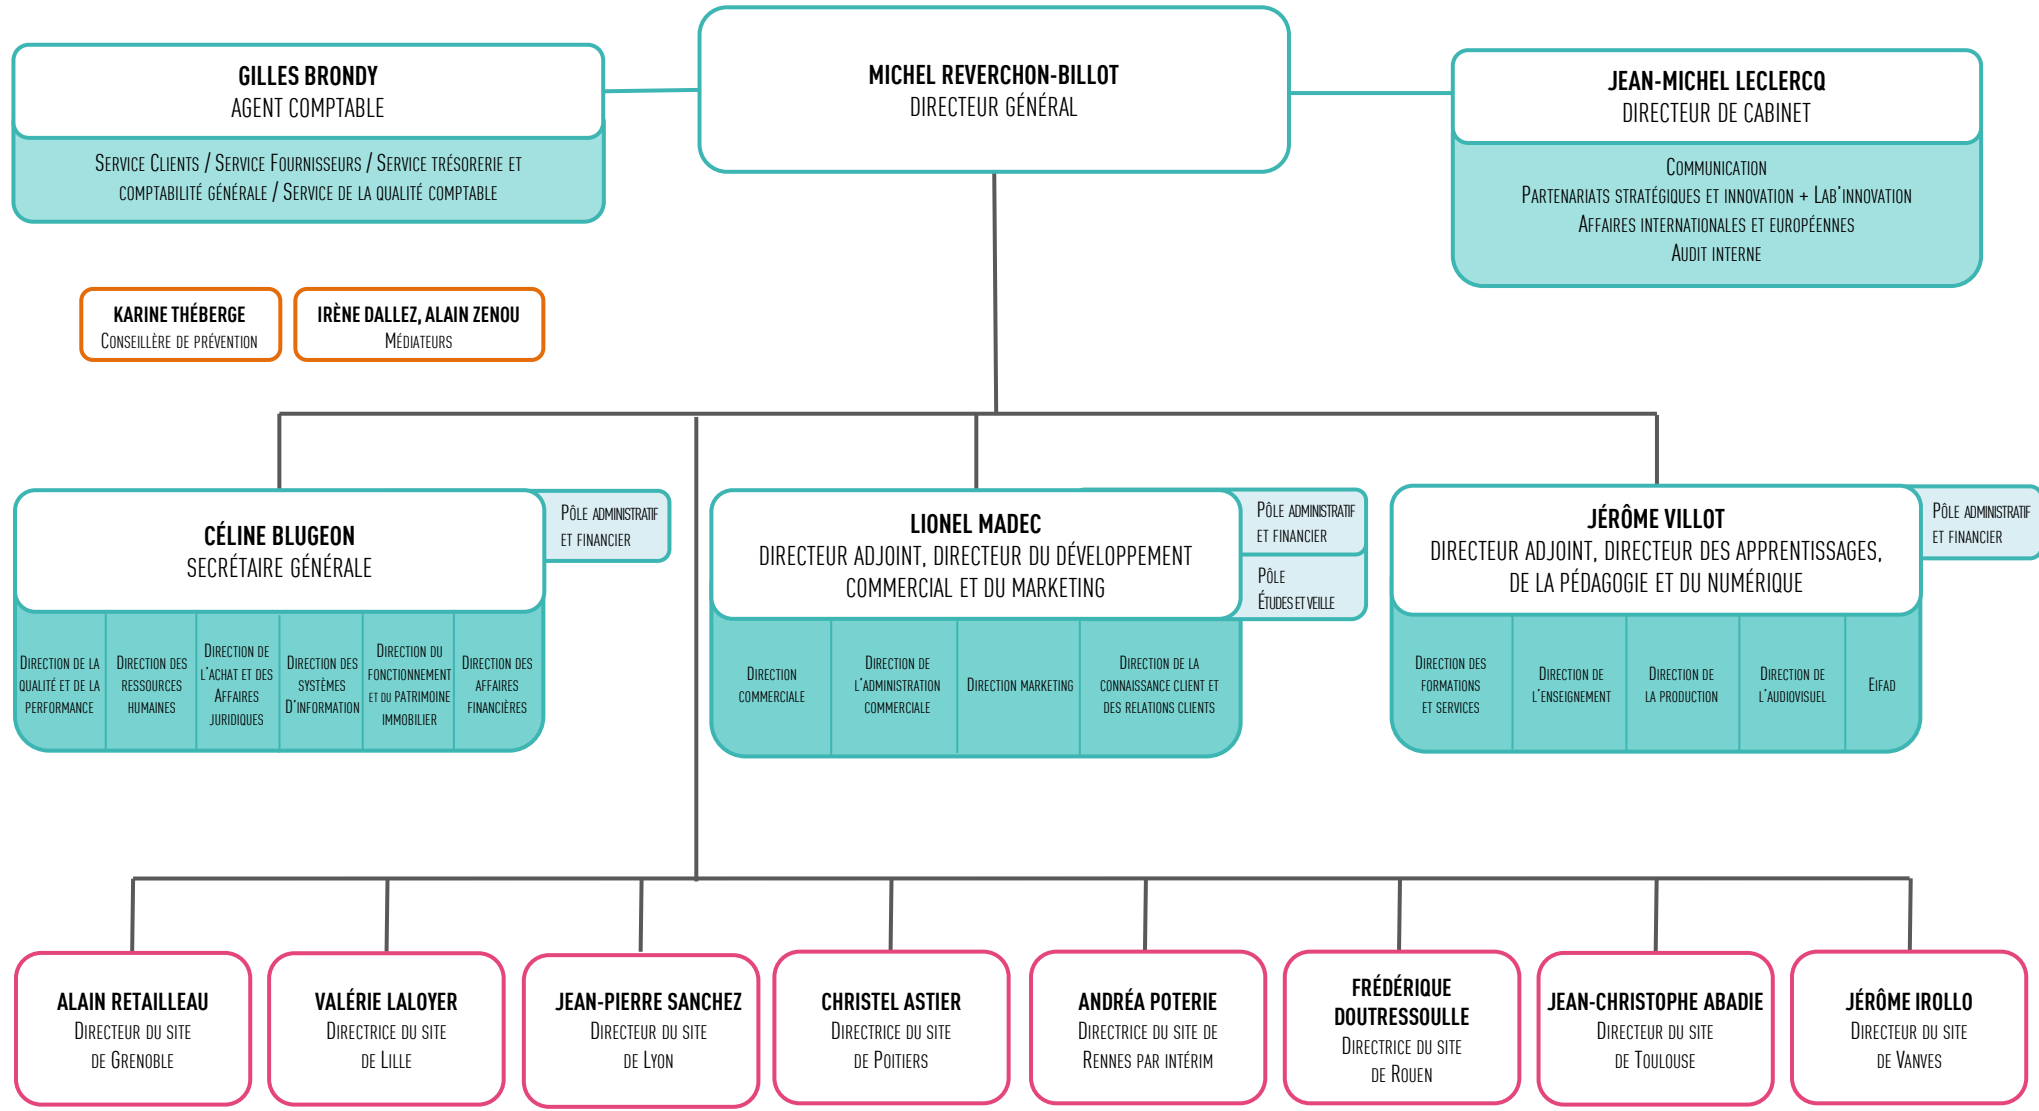 GILLES BRONDY
AGENT COMPTABLE
SERVICE CLIENTS / SERVICE FOURNISSEURS / SERVICE TRÉSORERIE ET
COMPTABILITÉ GÉNÉRALE / SERVICE DE LA QUALITÉ COMPTABLE
MICHEL REVERCHON-BILLOT
DIRECTEUR GÉNÉRAL
JEAN-MICHEL LECLERCQ
DIRECTEUR DE CABINET
COMMUNICATION
PARTENARIATS STRATÉGIQUES ET INNOVATION + LAB'INNOVATION
AFFAIRES INTERNATIONALES ET EUROPÉENNES
AUDIT INTERNE
KARINE THÉBERGE
CONSEILLÈRE DE PRÉVENTION
IRÈNE DALLEZ, ALAIN ZENOU
MÉDIATEURS
CÉLINE BLUGEON
SECRÉTAIRE GÉNÉRALE
PÔLE ADMINISTRATIF
ET FINANCIER
DIRECTION DE LA
QUALITÉ ET DE LA
PERFORMANCE
DIRECTION DES
RESSOURCES
HUMAINES
DIRECTION DE
L'ACHAT ET DES
AFFAIRES
JURIDIQUES
DIRECTION DES
SYSTÈMES
D'INFORMATION
DIRECTION DU
FONCTIONNEMENT
ET DU PATRIMOINE
IMMOBILIER
DIRECTION DES
AFFAIRES
FINANCIÈRES
LIONEL MADEC
DIRECTEUR ADJOINT, DIRECTEUR DU DÉVELOPPEMENT
COMMERCIAL ET DU MARKETING
PÔLE ADMINISTRATIF
ET FINANCIER
PÔLE
ÉTUDES ET VEILLE
DIRECTION
COMMERCIALE
DIRECTION DE
L'ADMINISTRATION
COMMERCIALE
DIRECTION MARKETING
DIRECTION DE LA
CONNAISSANCE CLIENT ET
DES RELATIONS CLIENTS
JÉRÔME VILLOT
DIRECTEUR ADJOINT, DIRECTEUR DES APPRENTISSAGES,
DE LA PÉDAGOGIE ET DU NUMÉRIQUE
PÔLE ADMINISTRATIF
ET FINANCIER
DIRECTION DES
FORMATIONS
ET SERVICES
DIRECTION DE
L'ENSEIGNEMENT
DIRECTION DE
LA PRODUCTION
DIRECTION DE
L'AUDIOVISUEL
EIFAD
ALAIN RETAILLEAU
DIRECTEUR DU SITE
DE GRENOBLE
VALÉRIE LALOYER
DIRECTRICE DU SITE
DE LILLE
JEAN-PIERRE SANCHEZ
DIRECTEUR DU SITE
DE LYON
CHRISTEL ASTIER
DIRECTRICE DU SITE
DE POITIERS
ANDRÉA POTERIE
DIRECTRICE DU SITE DE
RENNES PAR INTÉRIM
FRÉDÉRIQUE
DOUTRESSOULLE
DIRECTRICE DU SITE
DE ROUEN
JEAN-CHRISTOPHE ABADIE
DIRECTEUR DU SITE
DE TOULOUSE
JÉRÔME IROLLO
DIRECTEUR DU SITE
DE VANVES